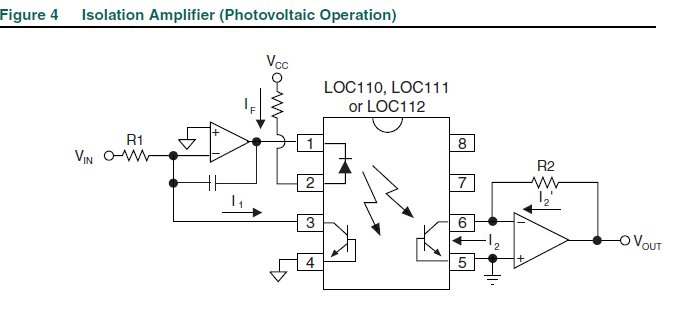 Figure 4 Isolation Amplifier (Photovoltaic Operation)
VCC
LOC110, LOC111
or LOC112
IF
R1
VIN
+
−
1
8
R2
2
7
I2'
I1
3
6
−
I2
VOUT
4
5
+